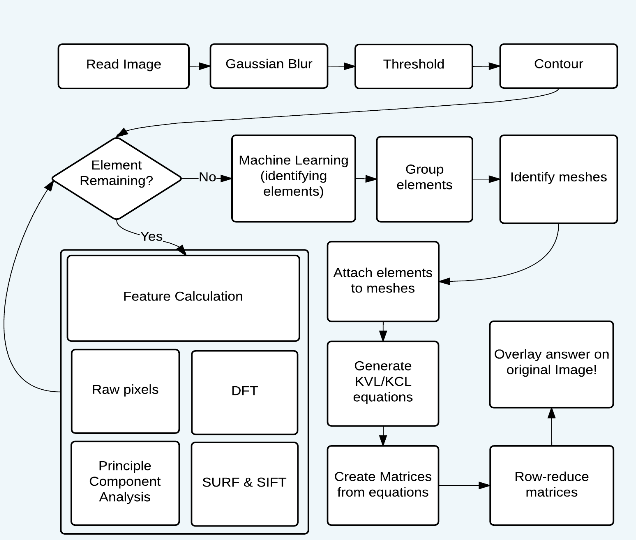 Read Image
Gaussian Blur
Threshold
Contour
Element
Remaining?
No
Machine Learning
(identifying
elements)
Group
elements
Identify meshes
Yes
Feature Calculation
Raw pixels
DFT
Principle
Component
Analysis
SURF & SIFT
Attach elements
to meshes
Generate
KVL/KCL
equations
Create Matrices
from equations
Row-reduce
matrices
Overlay answer on
original Image!